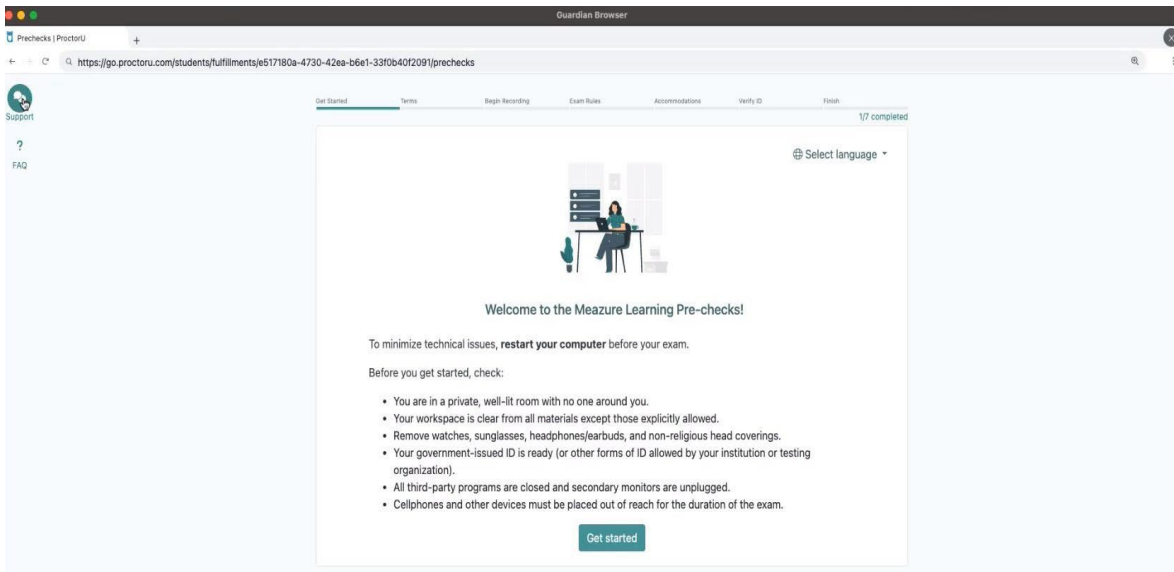 Guardian Browser
Prechecks | ProctorU
https://go.proctoru.com/students/fulfillments/e517180a-4730-42ea-b6e1-33f0b40f2091/prechecks
Support
?
FAQ
Get Started Terms Begin Recording Exam Rules Accommodations Verify ID Finish
1/7 completed
Select language
Welcome to the Meazure Learning Pre-checks!
To minimize technical issues, restart your computer before your exam.
Before you get started, check:
• You are in a private, well-lit room with no one around you.
• Your workspace is clear from all materials except those explicitly allowed.
• Remove watches, sunglasses, headphones/earbuds, and non-religious head coverings.
• Your government-issued ID is ready (or other forms of ID allowed by your institution or testing
organization).
• All third-party programs are closed and secondary monitors are unplugged.
• Cellphones and other devices must be placed out of reach for the duration of the exam.
Get started